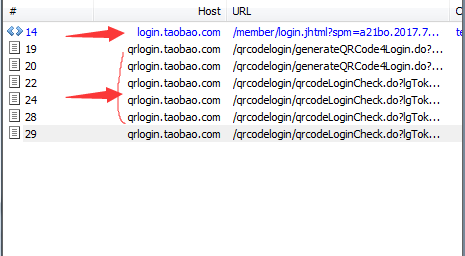 # Host URL C
14 login.taobao.com /member/login.jhtml?spm=a21bo.2017.7... te
19 qrlogin.taobao.com /qrcodelogin/generateQRCode4Login.do?...
20 qrlogin.taobao.com /qrcodelogin/generateQRCode4Login.do?...
22 qrlogin.taobao.com /qrcodelogin/qrcodeLoginCheck.do?lgTok...
24 qrlogin.taobao.com /qrcodelogin/qrcodeLoginCheck.do?lgTok...
28 qrlogin.taobao.com /qrcodelogin/qrcodeLoginCheck.do?lgTok...
29 qrlogin.taobao.com /qrcodelogin/qrcodeLoginCheck.do?lgTok...